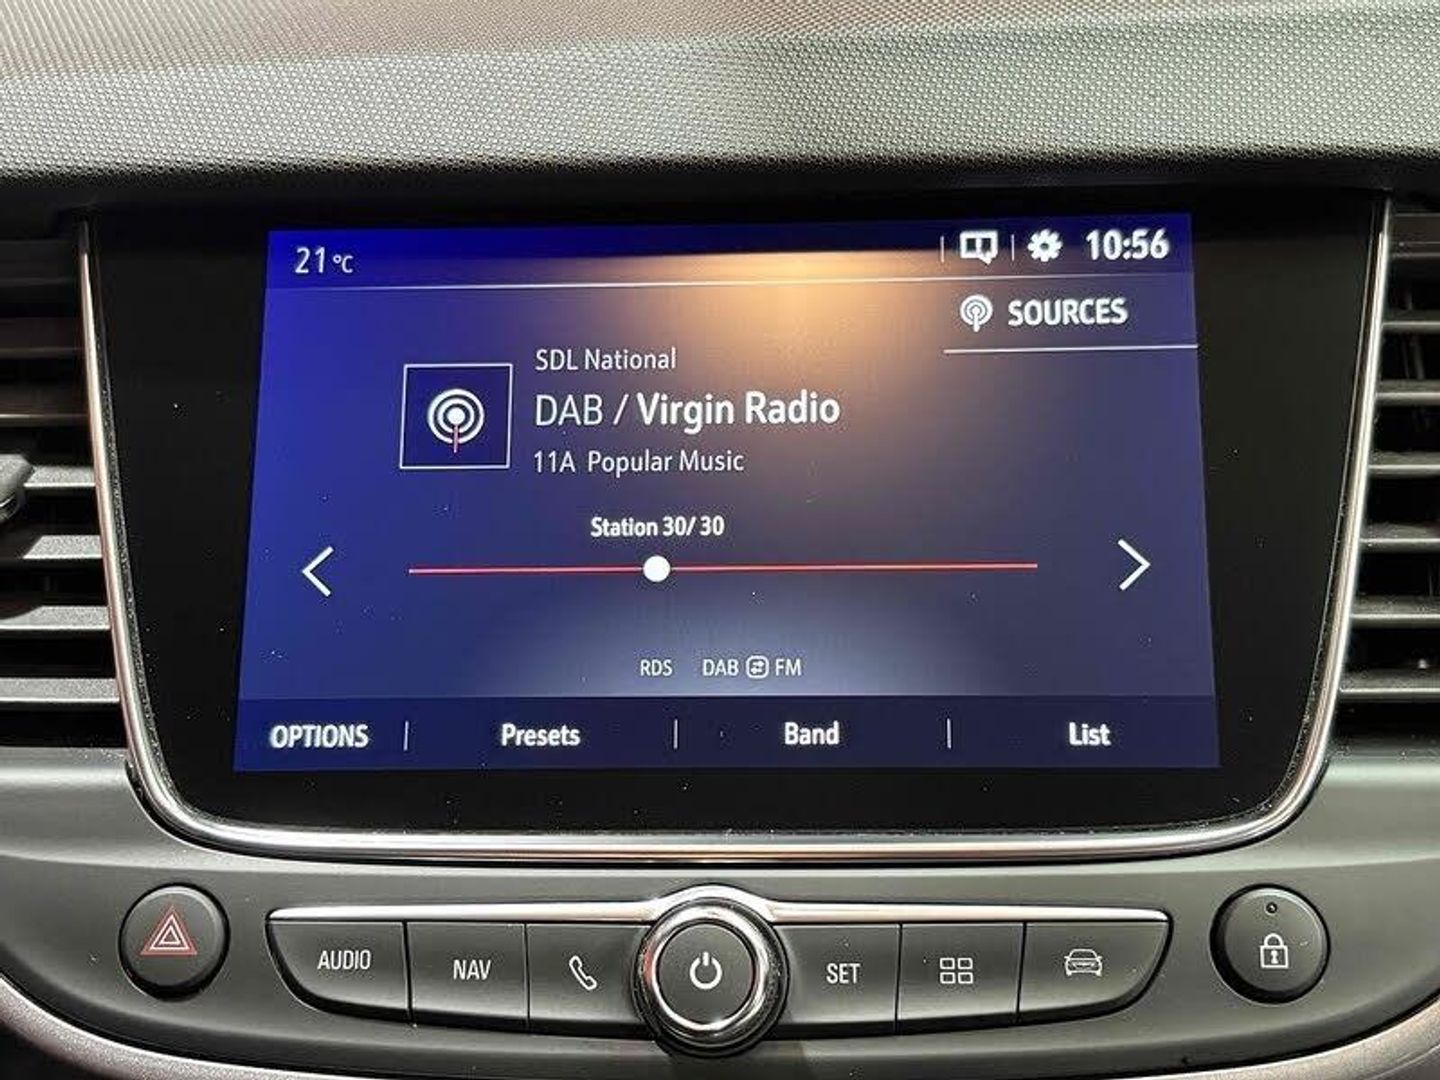 21°C
10:56
SOURCES
SDL National
DAB / Virgin Radio
11A Popular Music
Station 30/ 30
RDS DAB FM
OPTIONS Presets Band List
AUDIO NAV SET